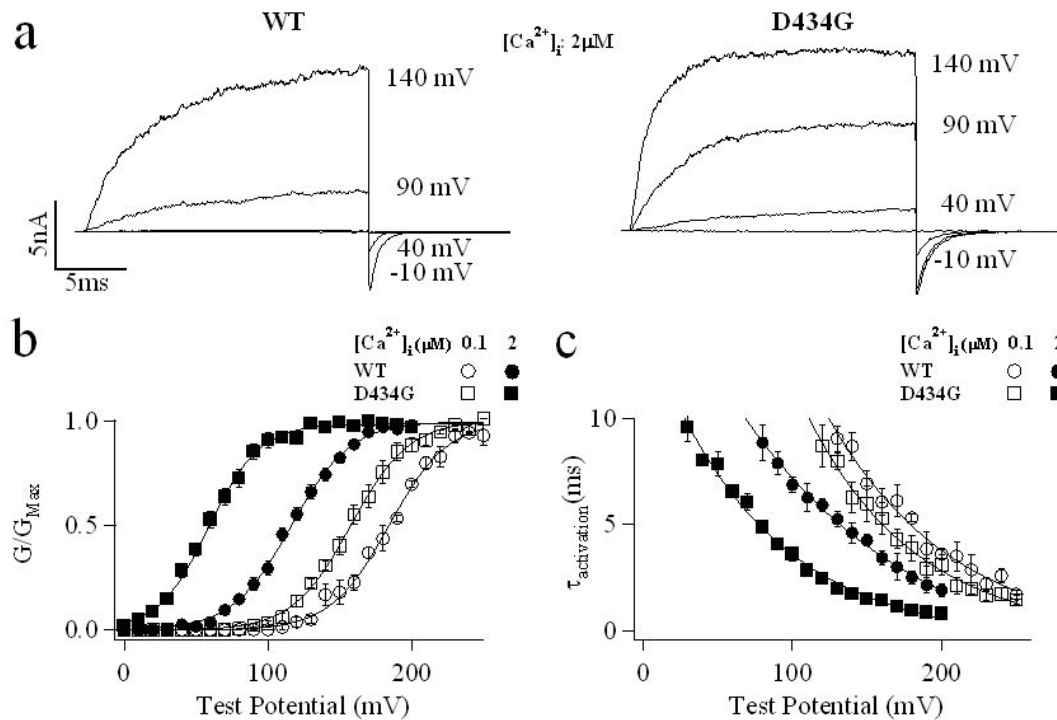 a
WT
[Ca²⁺]i: 2μM
D434G
140 mV
90 mV
40 mV
-10 mV
5nA
5ms
140 mV
90 mV
40 mV
-10 mV
b
[Ca²⁺]i(μM) 0.1 2
WT
D434G
G/GMax
1.0
0.5
0.0
0 100 200
Test Potential (mV)
c
[Ca²⁺]i(μM) 0.1 2
WT
D434G
τactivation(ms)
10
5
0
0 100 200
Test Potential (mV)